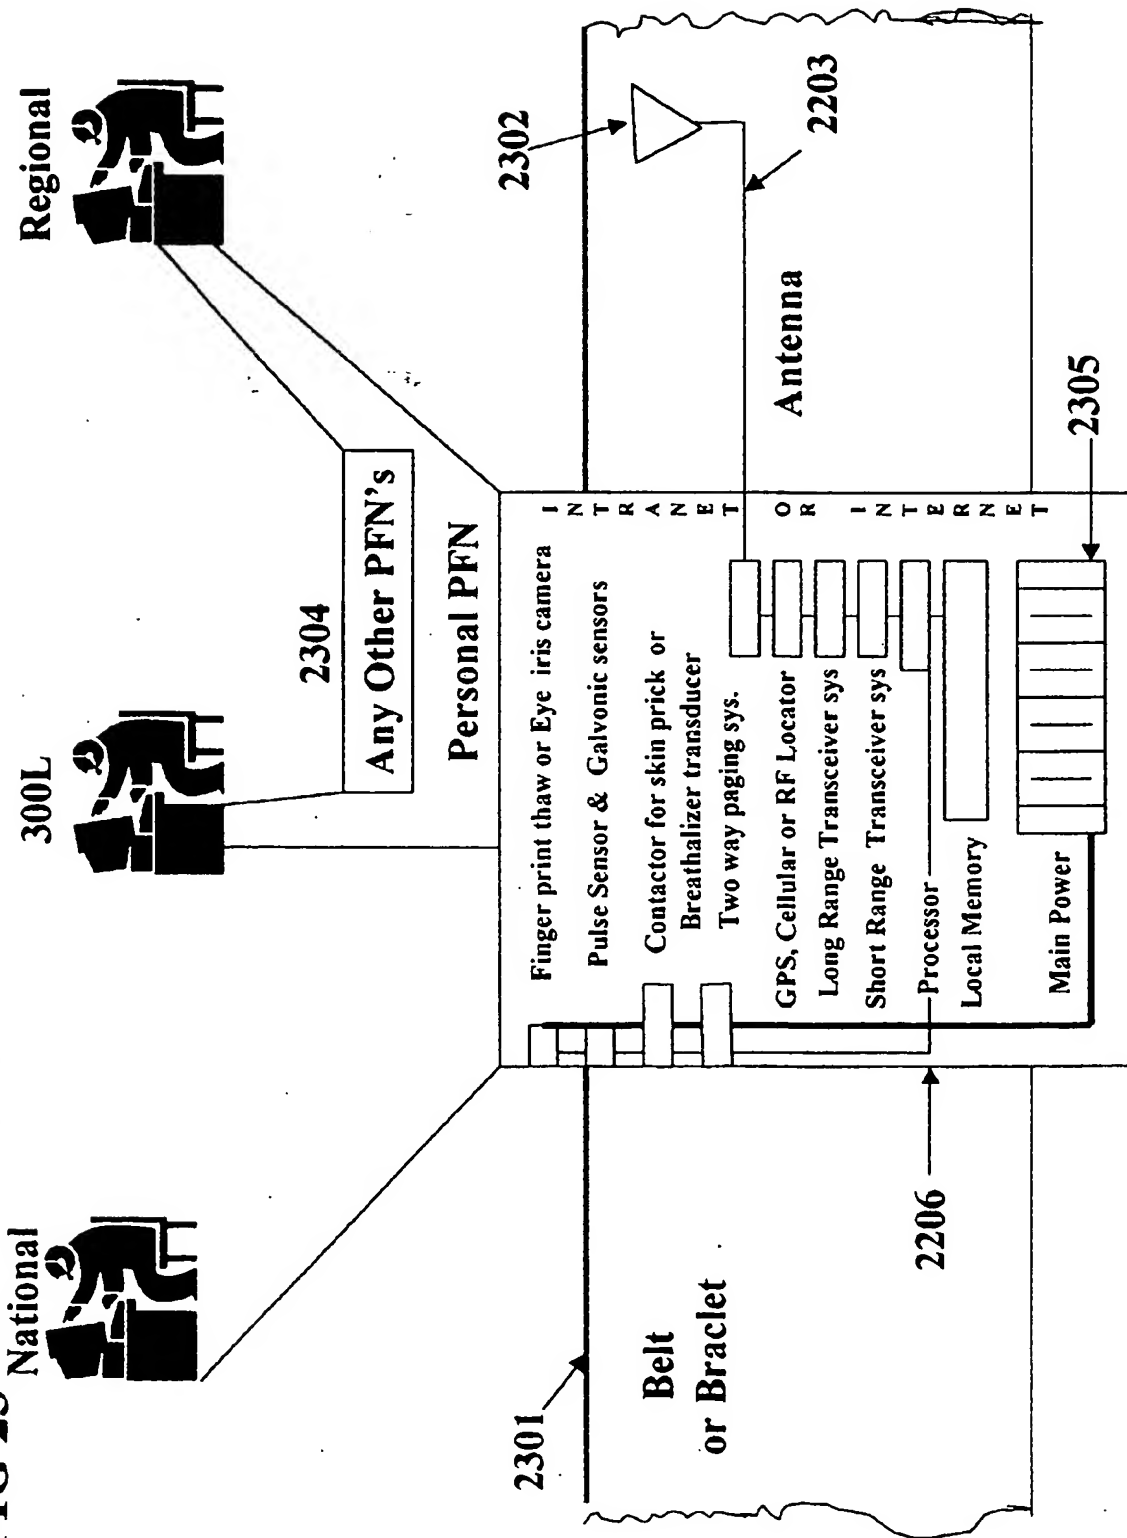 FIG 23
National
300L
Regional
2304
Any Other PFN's
Personal PFN
2301
Belt
or Braclet
2206
Finger print thaw or Eye iris camera
Pulse Sensor & Galvonic sensors
Contactor for skin prick or
Breathalizer transducer
Two way paging sys.
GPS, Cellular or RF Locator
Long Range Transceiver sys
Short Range Transceiver sys
Processor
Local Memory
Main Power
INTRANET OR INTERNET
2302
2203
Antenna
2305